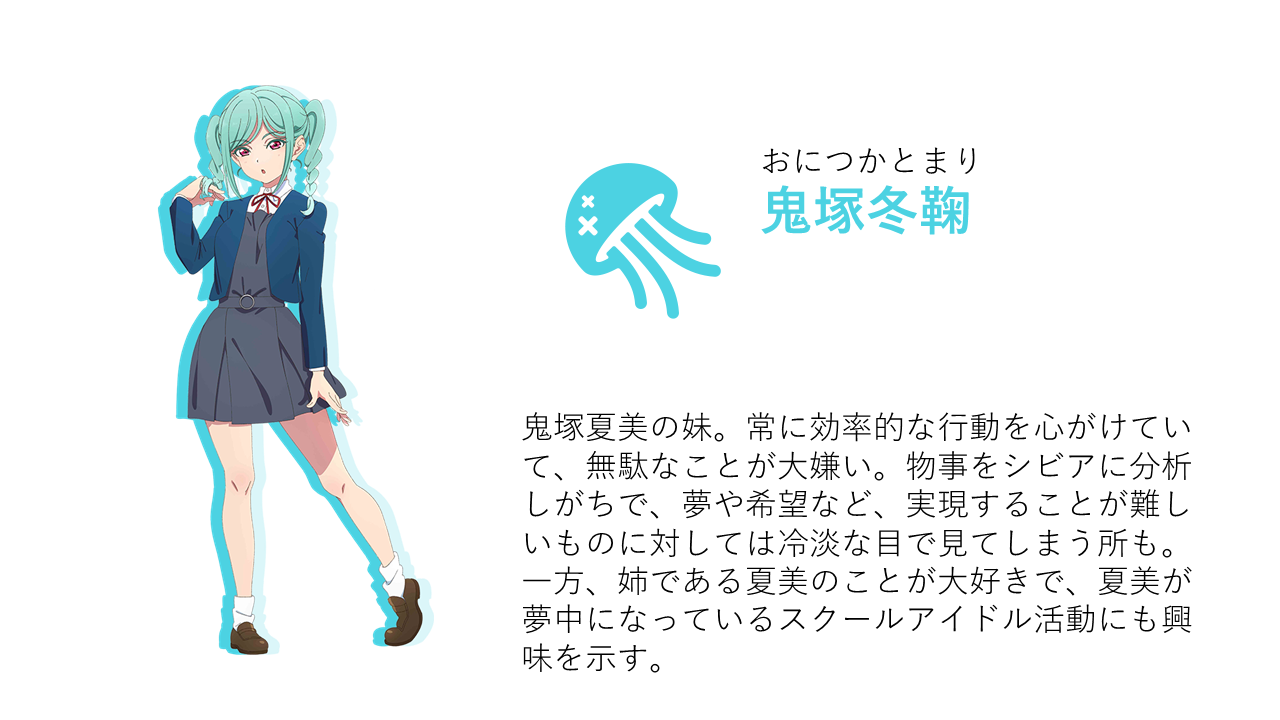 おにつかとまり
鬼塚冬鞠
鬼塚夏美の妹。常に効率的な行動を心がけてい
て、無駄なことが大嫌い。物事をシビアに分析
しがちで、夢や希望など、実現することが難し
いものに対しては冷淡な目で見てしまう所も。
一方、姉である夏美のことが大好きで、夏美が
夢中になっているスクールアイドル活動にも興
味を示す。